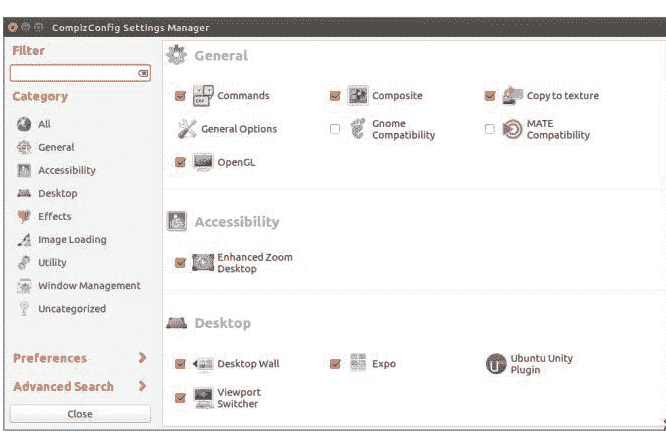 CompizConfig Settings Manager
Filter
Category
All
General
Accessibility
Desktop
Effects
Image Loading
Utility
Window Management
Uncategorized
Preferences
Advanced Search
Close
General
Commands
Composite
Copy to texture
General Options
Gnome
Compatibility
MATE
Compatibility
OpenGL
Accessibility
Enhanced Zoom
Desktop
Desktop
Desktop Wall
Expo
Ubuntu Unity
Plugin
Viewport
Switcher